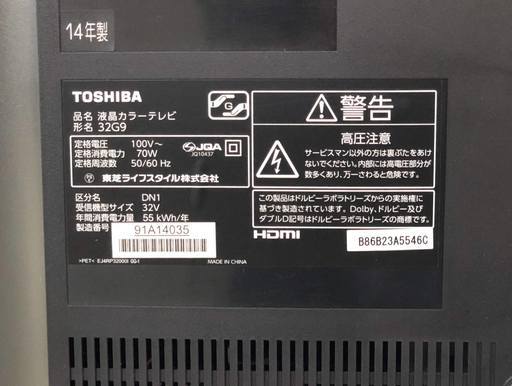 14年製
TOSHIBA
品名 液晶カラーテレビ
形名 32G9
定格電圧 100V~
定格消費電力 70W
定格周波数 50/60 Hz
JQA
JQ10437
東芝ライフスタイル株式会社
区分名 DN1
受信機型サイズ 32V
年間消費電力量 55 kWh/年
製造番号 91A14035
MADE IN CHINA
警告
高圧注意
サービスマン以外の方は裏ぶたをあけ
ないでください。内部には高電圧部分が
数多くあり、万一さわると危険です。
この製品はドルビーラボラトリーズからの実施権に
基づき製造されています。Dolby、ドルビー及び
ダブルD記号はドルビーラボラトリーズの商標です。
HDMI
B86B23A5546C